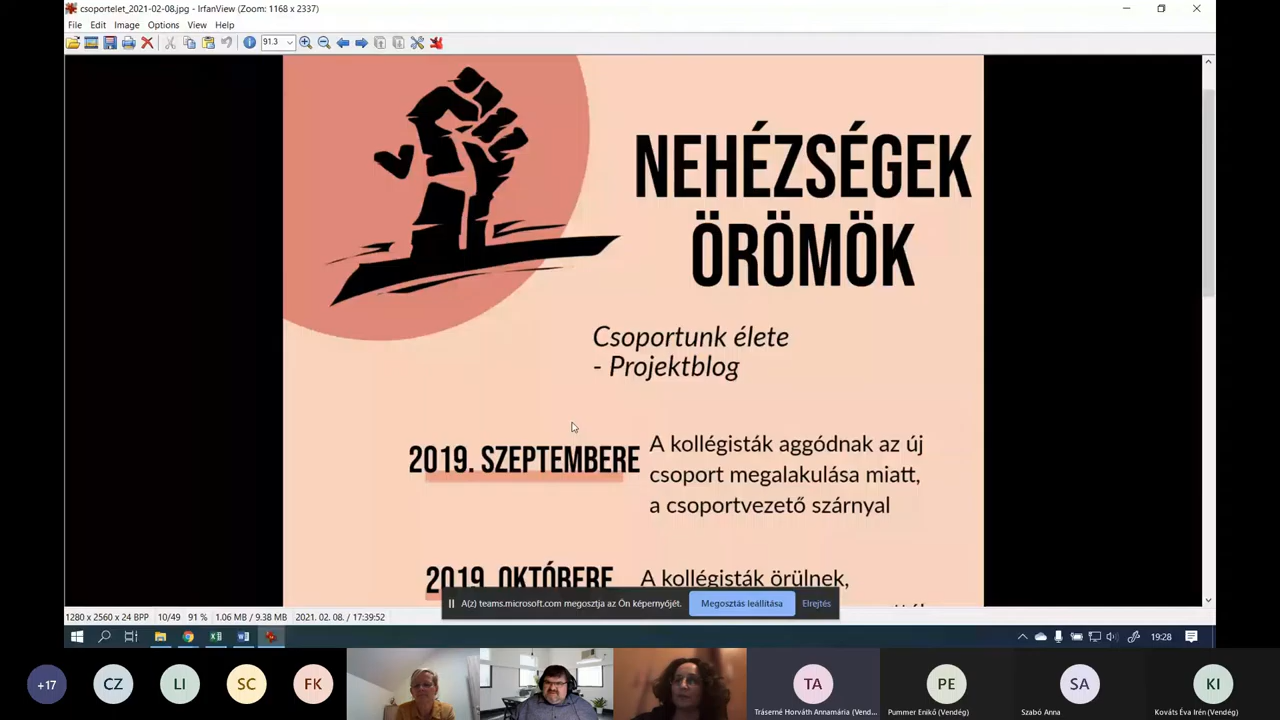 csoportelet_2021-02-08.jpg - IrfanView (Zoom: 1168 x 2337)
File Edit Image Options View Help
91.3
NEHÉZSÉGEK
ÖRÖMÖK
Csoportunk élete
- Projektblog
2019. SZEPTEMBERE
A kollégisták aggódnak az új
csoport megalakulása miatt,
a csoportvezető szárnyal
2019. OKTÓBERE
A kollégisták örülnek,
A(z) teams.microsoft.com megosztja az Ön képernyőjét.
Megosztás leállítása
Elrejtés
1280 x 2560 x 24 BPP 10/49 91 % 1.06 MB / 9.38 MB 2021. 02. 08. / 17:39:52
19:28
+17 CZ LI SC FK TA PE SA KI
Tráserné Horváth Annamária (Vend... Pummer Enikő (Vendég) Szabó Anna Kováts Éva Irén(Vendég)